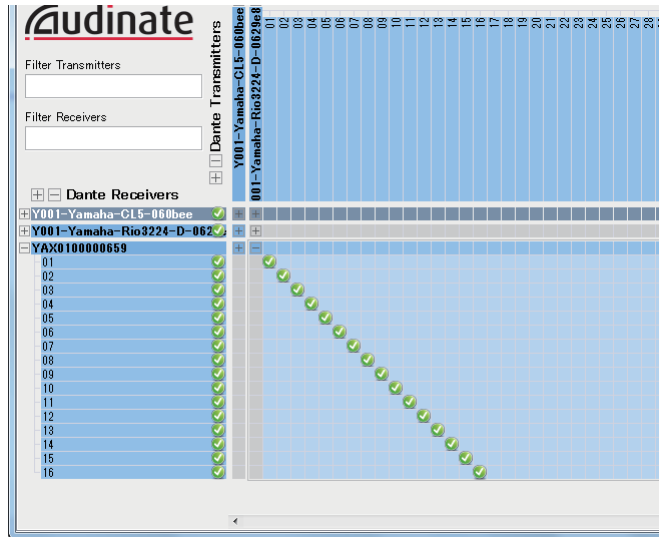 Audinate
Filter Transmitters
Filter Receivers
Dante Transmitters
Y001-Yamaha-CL5-060bee
001-Yamaha-Rio3224-D-0629e8
01 02 03 04 05 06 07 08 09 10 11 12 13 14 15 16 17 18 19 20 21 22 23 24 25 26 27 28
Dante Receivers
Y001-Yamaha-CL5-060bee
Y001-Yamaha-Rio3224-D-062
YAX0100000659
01
02
03
04
05
06
07
08
09
10
11
12
13
14
15
16